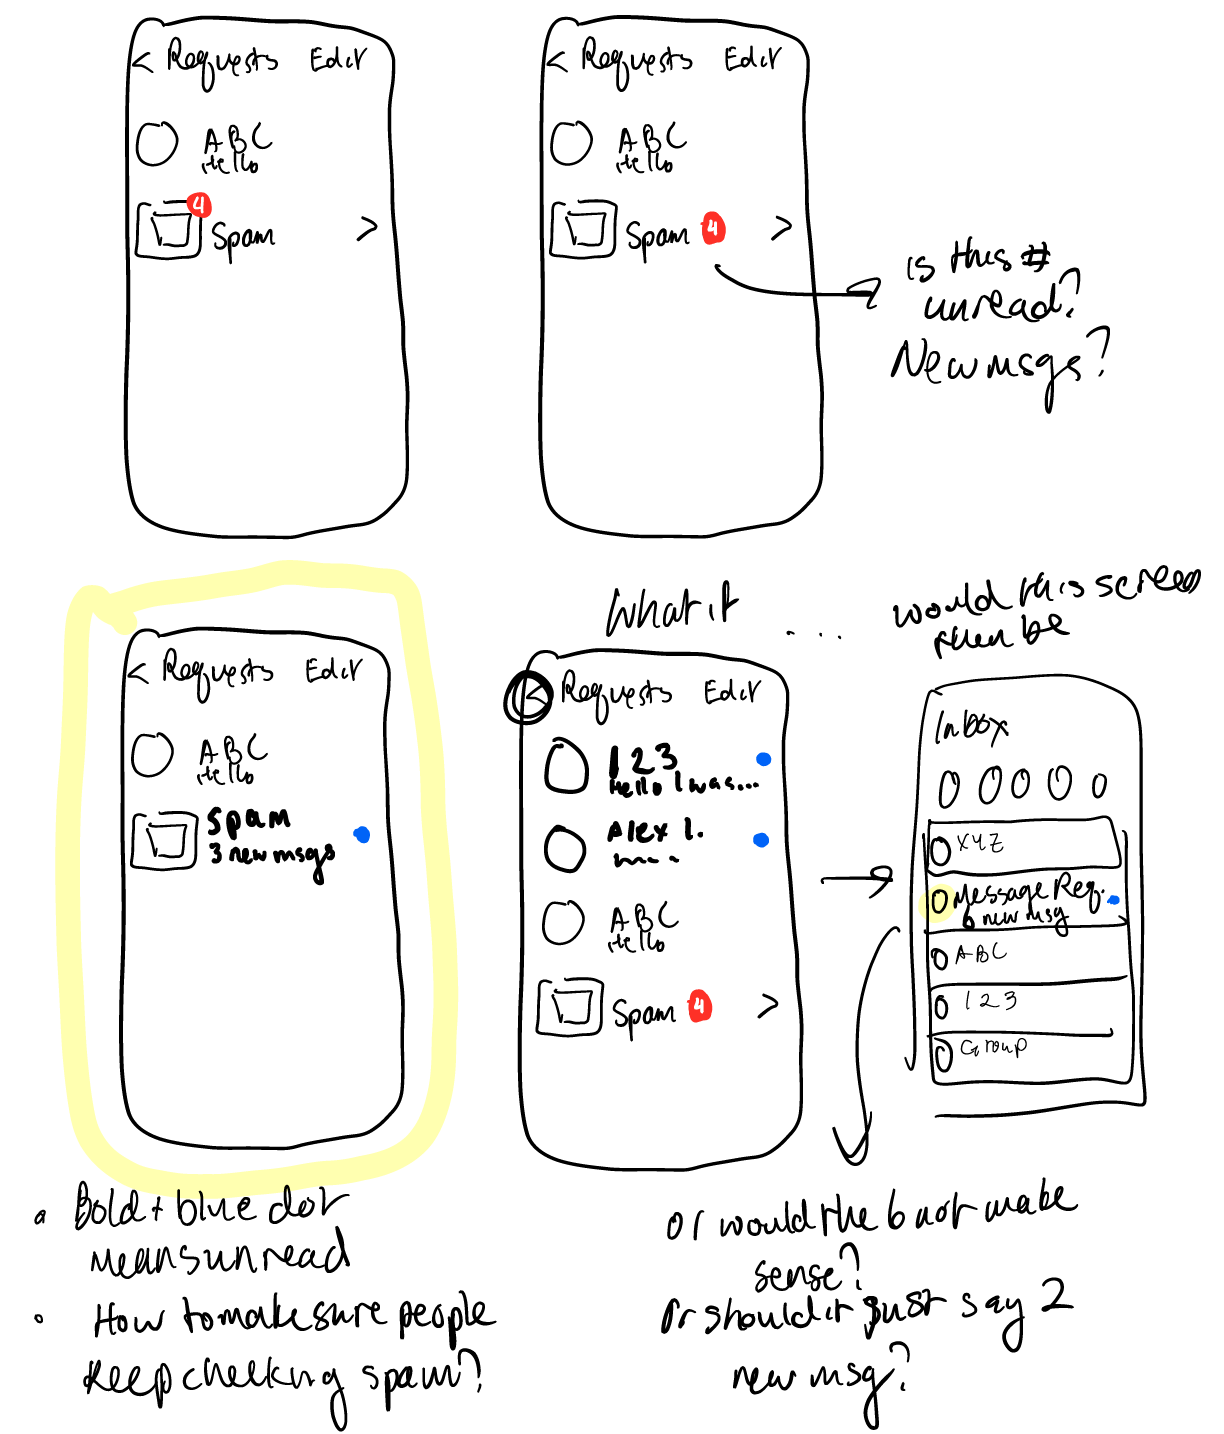 < Requests Edit
ABC
Hello
4
Spam >
< Requests Edit
ABC
Hello
Spam 4 >
is this #
unread?
New msgs?
< Requests Edit
ABC
Hello
Spam
3 new msgs
• Bold + blue dot
means unread
• How to make sure people
keep checking spam?
What if ...
< Requests Edit
123
Hello I was...
Alex I.
ABC
Hello
Spam 4 >
would this screen
then be
Inbox
XYZ
Message Req.
6 new msg
ABC
123
Group
or would the 6 not make
sense?
Or should it just say 2
new msg?